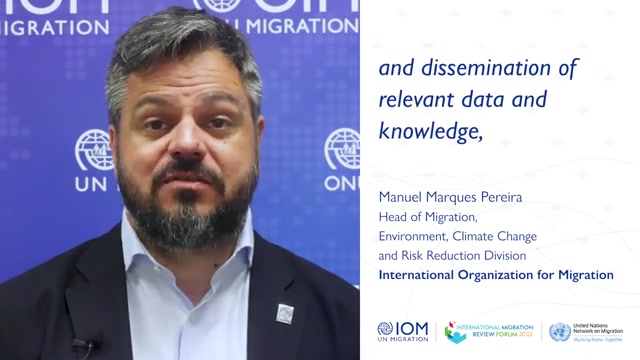 IOM
UN MIGRATION
UN M
ONU
and dissemination of
relevant data and
knowledge,
Manuel Marques Pereira
Head of Migration,
Environment, Climate Change
and Risk Reduction Division
International Organization for Migration
IOM
UN MIGRATION
INTERNATIONAL MIGRATION
REVIEW FORUM 2022
United Nations
Network on Migration
Working Better Together